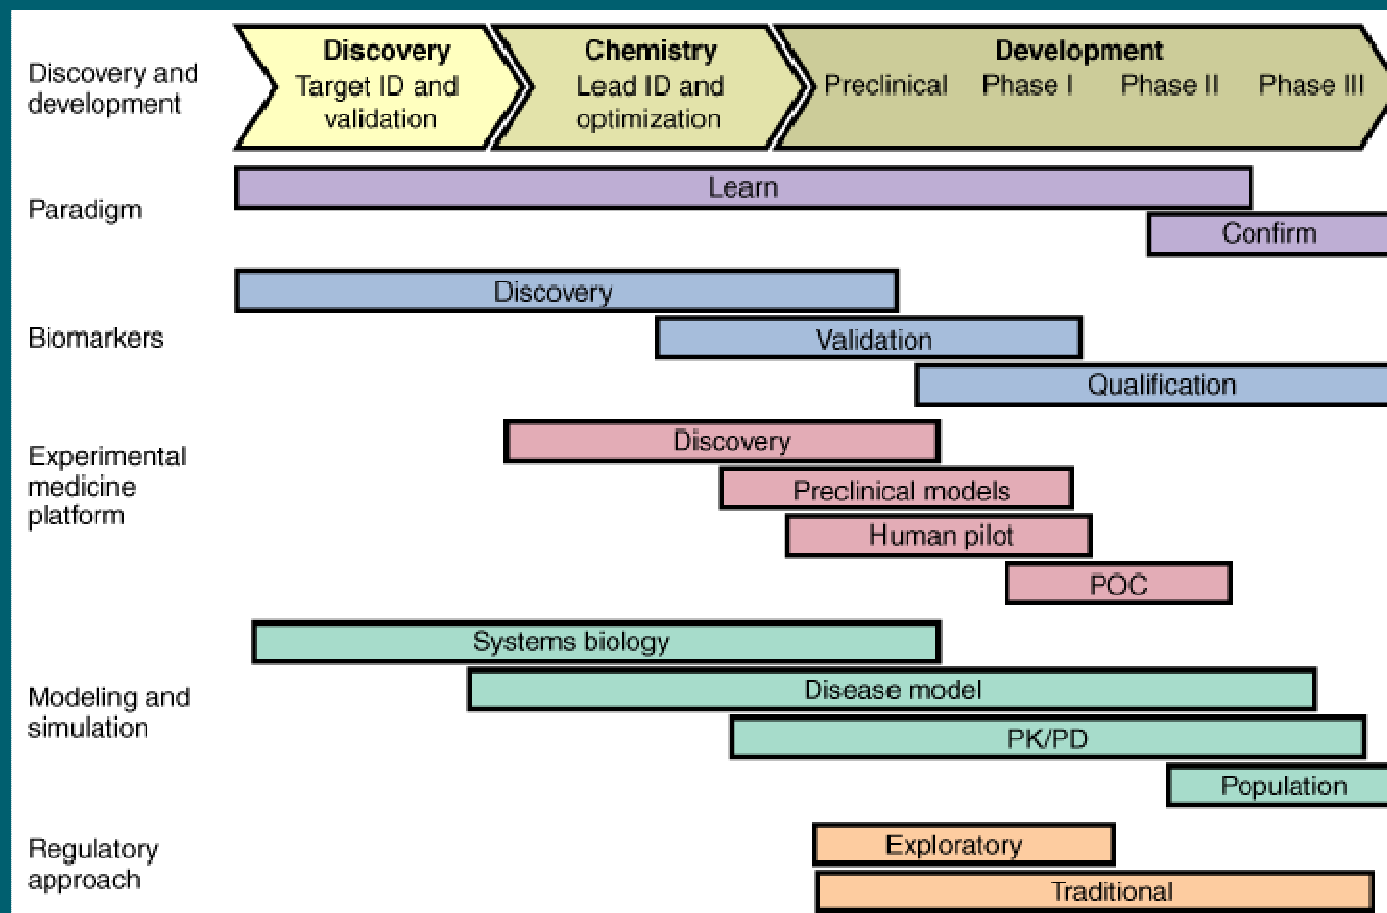 Discovery and
development
Discovery
Target ID and
validation
Chemistry
Lead ID and
optimization
Development
Preclinical Phase I Phase II Phase III
Paradigm
Learn
Confirm
Biomarkers
Discovery
Validation
Qualification
Experimental
medicine
platform
Discovery
Preclinical models
Human pilot
POC
Modeling and
simulation
Systems biology
Disease model
PK/PD
Population
Regulatory
approach
Exploratory
Traditional